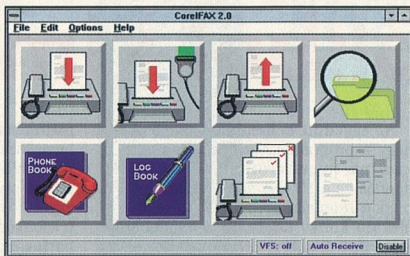 CorelFAX 2.0
File Edit Options Help
PHONE BOOK
LOG BOOK
VFS: off Auto Receive Disable